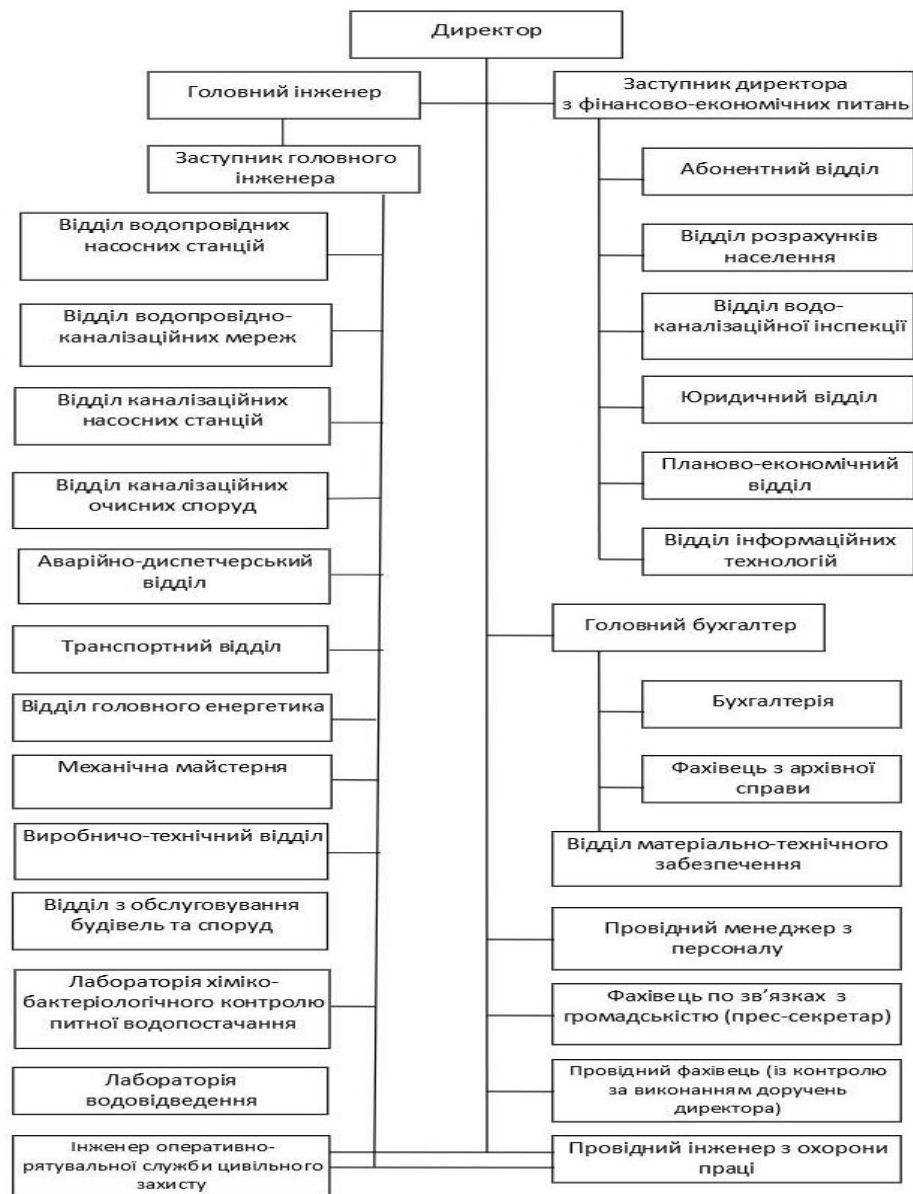 Директор
Головний інженер
Заступник директора
з фінансово-економічних питань
Заступник головного
інженера
Абонентний відділ
Відділ розрахунків
населення
Відділ водо-
каналізаційної інспекції
Юридичний відділ
Планово-економічний
відділ
Відділ інформаційних
технологій
Відділ водопровідних
насосних станцій
Відділ водопровідно-
каналізаційних мереж
Відділ каналізаційних
насосних станцій
Відділ каналізаційних
очисних споруд
Аварійно-диспетчерський
відділ
Транспортний відділ
Відділ головного енергетика
Механічна майстерня
Виробничо-технічний відділ
Відділ з обслуговування
будівель та споруд
Лабораторія хіміко-
бактеріологічного контролю
питної водопостачання
Лабораторія
водовідведення
Інженер оперативно-
рятувальної служби цивільного
захисту
Головний бухгалтер
Бухгалтерія
Фахівець з архівної
справи
Відділ матеріально-технічного
забезпечення
Провідний менеджер з
персоналу
Фахівець по зв’язках з
громадськістю (прес-секретар)
Провідний фахівець (із контролю
за виконанням доручень
директора)
Провідний інженер з охорони
праці